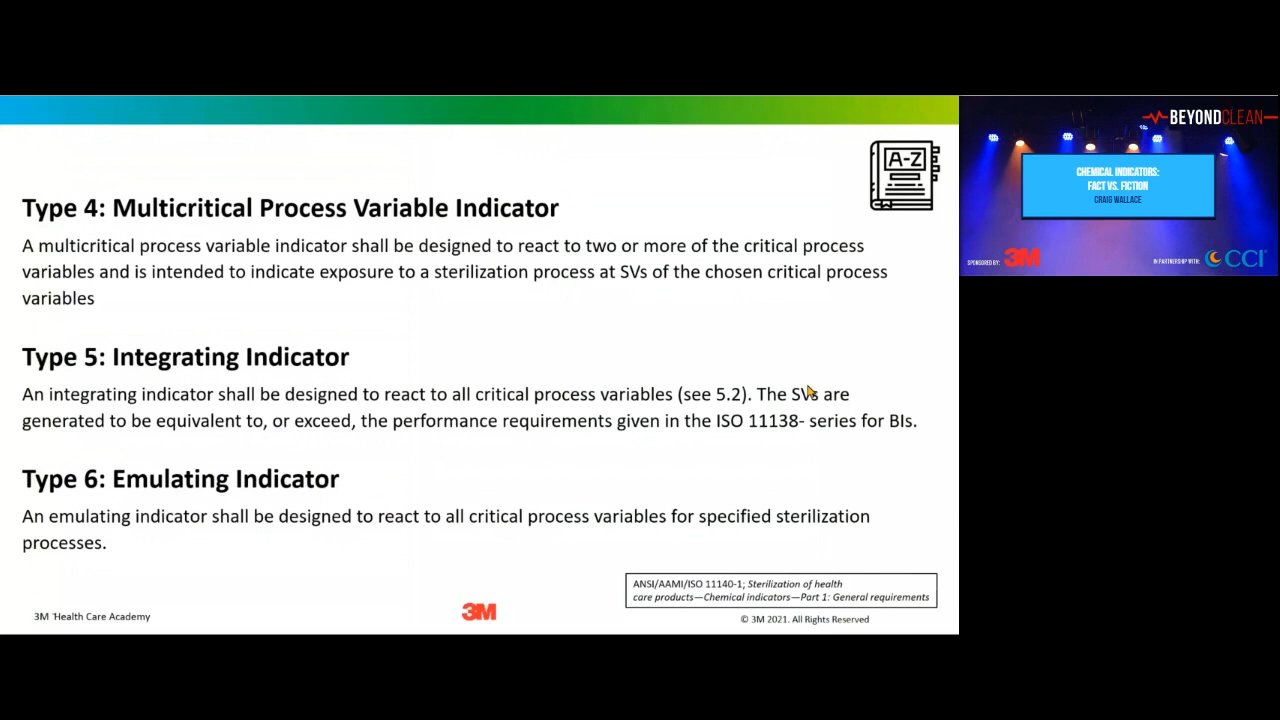 A-Z
Type 4: Multicritical Process Variable Indicator
A multicritical process variable indicator shall be designed to react to two or more of the critical process
variables and is intended to indicate exposure to a sterilization process at SVs of the chosen critical process
variables
Type 5: Integrating Indicator
An integrating indicator shall be designed to react to all critical process variables (see 5.2). The SVs are
generated to be equivalent to, or exceed, the performance requirements given in the ISO 11138- series for BIs.
Type 6: Emulating Indicator
An emulating indicator shall be designed to react to all critical process variables for specified sterilization
processes.
ANSI/AAMI/ISO 11140-1; Sterilization of health
care products—Chemical indicators—Part 1: General requirements
3M Health Care Academy
3M
© 3M 2021. All Rights Reserved
BEYONDCLEAN
CHEMICAL INDICATORS:
FACT VS. FICTION
CRAIG WALLACE
SPONSORED BY: 3M
IN PARTNERSHIP WITH: CCI